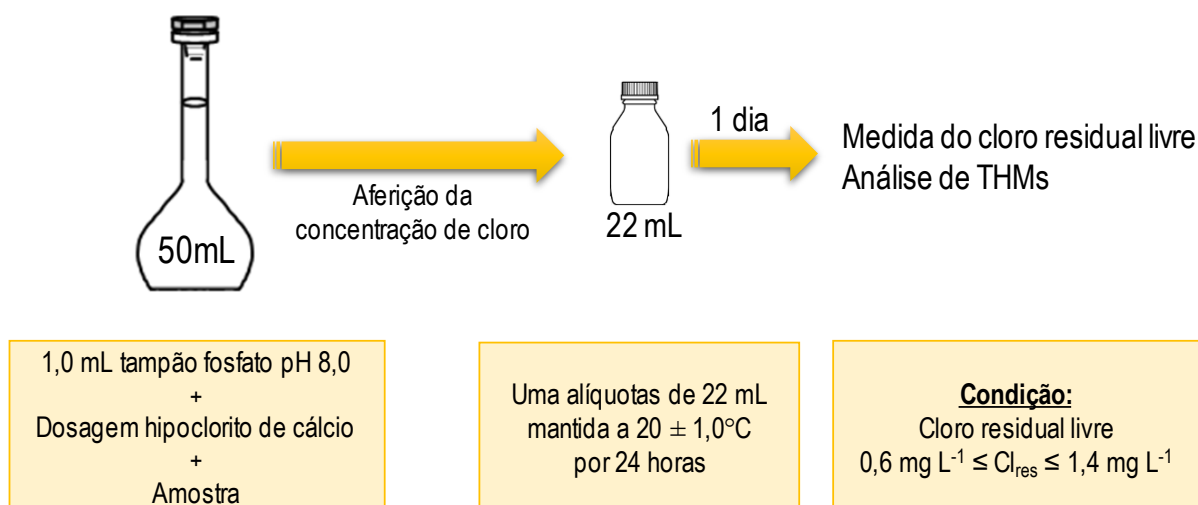 50mL
Aferição da
concentração de cloro
22 mL
1 dia
Medida do cloro residual livre
Análise de THMs
1,0 mL tampão fosfato pH 8,0
+
Dosagem hipoclorito de cálcio
+
Amostra
Uma alíquotas de 22 mL
mantida a 20 ± 1,0°C
por 24 horas
Condição:
Cloro residual livre
0,6 mg L⁻¹ ≤ Clres ≤ 1,4 mg L⁻¹